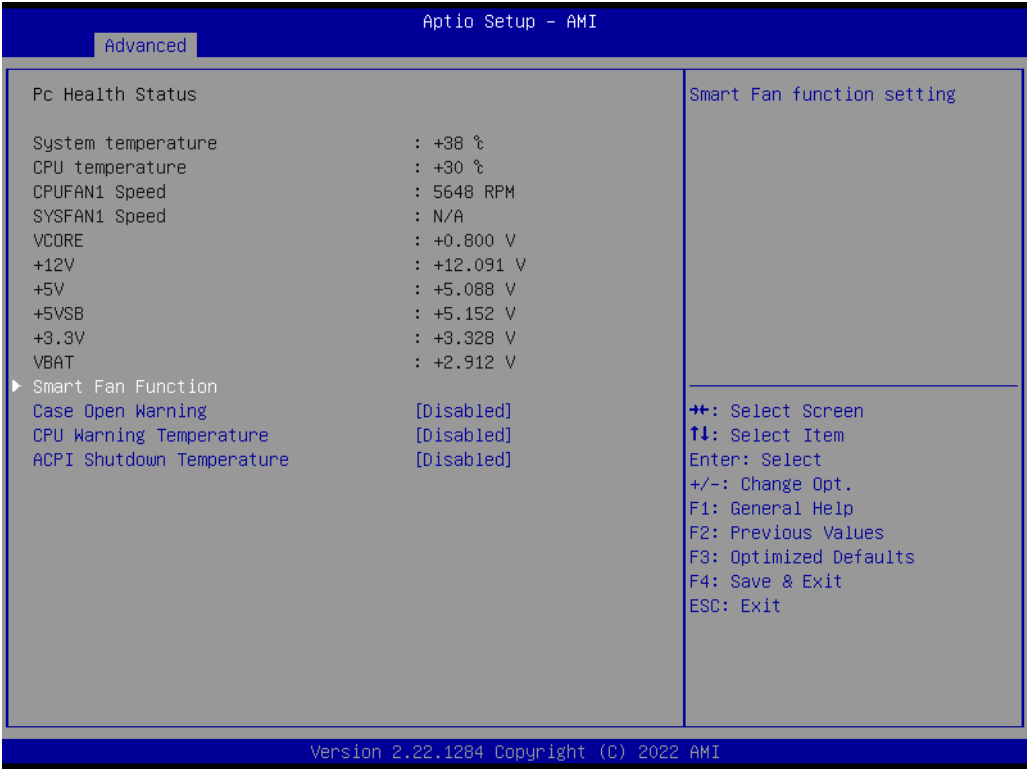 Aptio Setup - AMI
Advanced
Pc Health Status
System temperature : +38 ℃
CPU temperature : +30 ℃
CPUFAN1 Speed : 5648 RPM
SYSFAN1 Speed : N/A
VCORE : +0.800 V
+12V : +12.091 V
+5V : +5.088 V
+5VSB : +5.152 V
+3.3V : +3.328 V
VBAT : +2.912 V
Smart Fan Function
Case Open Warning [Disabled]
CPU Warning Temperature [Disabled]
ACPI Shutdown Temperature [Disabled]
Smart Fan function setting
→←: Select Screen
↑↓: Select Item
Enter: Select
+/-: Change Opt.
F1: General Help
F2: Previous Values
F3: Optimized Defaults
F4: Save & Exit
ESC: Exit
Version 2.22.1284 Copyright (C) 2022 AMI